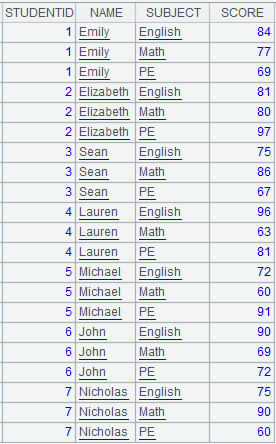 STUDENTID NAME SUBJECT SCORE
1 Emily English 84
1 Emily Math 77
1 Emily PE 69
2 Elizabeth English 81
2 Elizabeth Math 80
2 Elizabeth PE 97
3 Sean English 75
3 Sean Math 86
3 Sean PE 67
4 Lauren English 96
4 Lauren Math 63
4 Lauren PE 81
5 Michael English 72
5 Michael Math 60
5 Michael PE 91
6 John English 90
6 John Math 69
6 John PE 72
7 Nicholas English 75
7 Nicholas Math 90
7 Nicholas PE 60